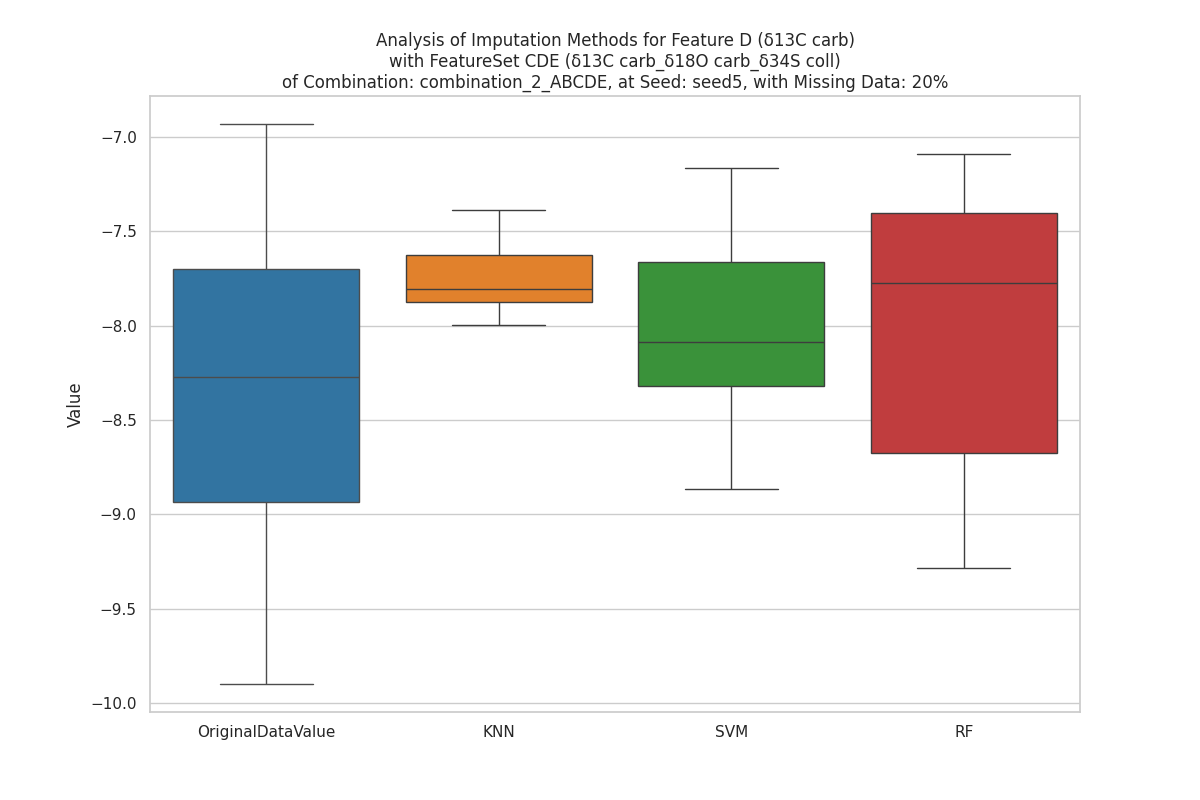 Analysis of Imputation Methods for Feature D (δ13C carb)
with FeatureSet CDE (δ13C carb_δ18O carb_δ34S coll)
of Combination: combination_2_ABCDE, at Seed: seed5, with Missing Data: 20%
Value
−7.0
−7.5
−8.0
−8.5
−9.0
−9.5
−10.0
OriginalDataValue
KNN
SVM
RF